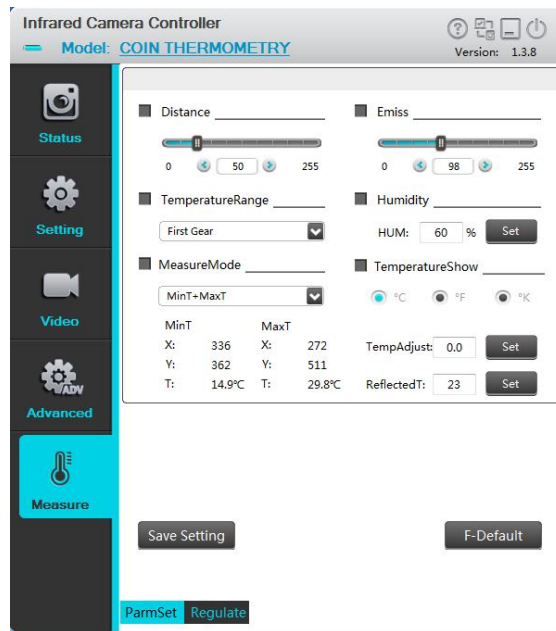 Infrared Camera Controller
Model: COIN THERMOMETRY
Version: 1.3.8
Status
Setting
Video
ADV
Advanced
Measure
Distance
0 50 255
Emiss
0 98 255
TemperatureRange
First Gear
Humidity
HUM: 60 % Set
MeasureMode
MinT+MaxT
TemperatureShow
°C °F °K
MinT MaxT
X: 336 X: 272
Y: 362 Y: 511
T: 14.9°C T: 29.8°C
TempAdjust: 0.0 Set
ReflectedT: 23 Set
Save Setting F-Default
ParmSet Regulate